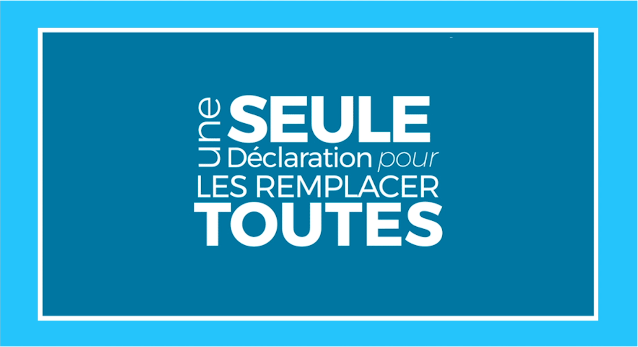 une
SEULE
Déclaration pour
LES REMPLACER
TOUTES